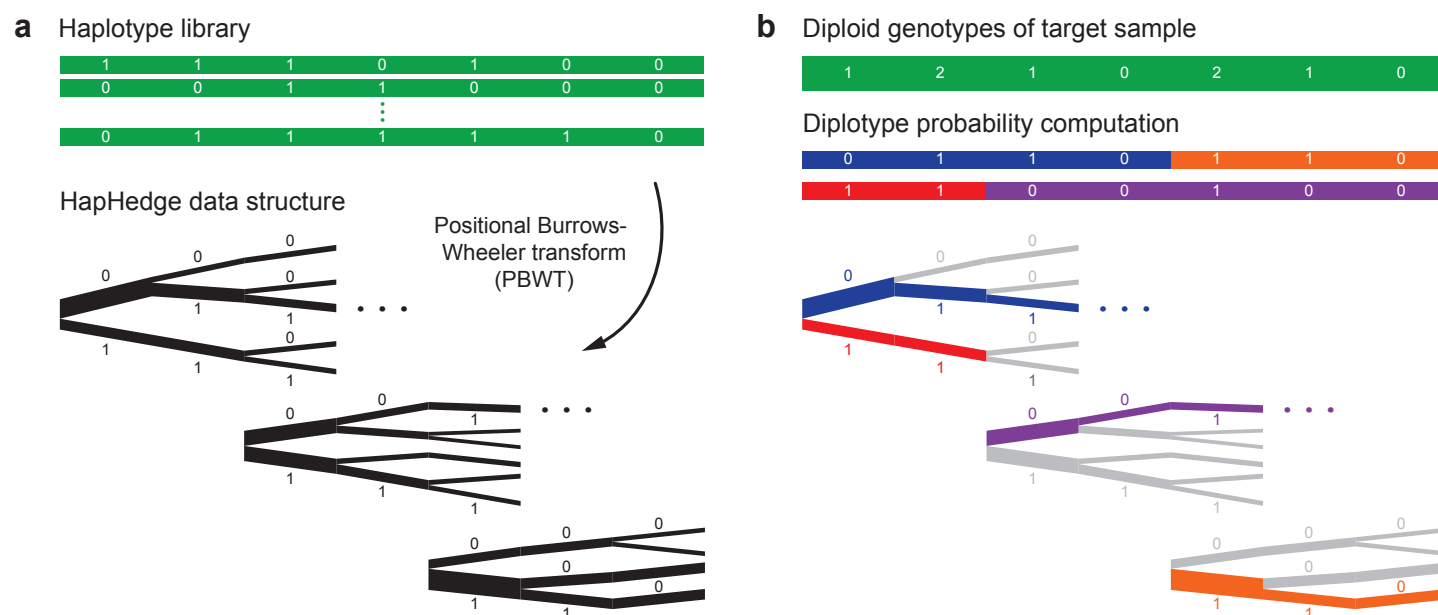 a Haplotype library
1 1 1 0 1 0 0
0 0 1 1 0 0 0
0 1 1 1 1 1 0
HapHedge data structure
Positional Burrows-
Wheeler transform
(PBWT)
0 0 0
0
1 1
0
1 1 1
0 0
1
1 1 1
0 0 0
0
0
1 1
b Diploid genotypes of target sample
1 2 1 0 2 1 0
Diplotype probability computation
0 1 1 0 1 1 0
1 1 0 0 1 0 0
0 0 0
0
1 1
0
1 1 1
0 0
1
1 1 1
0 0 0
0
0
1 1